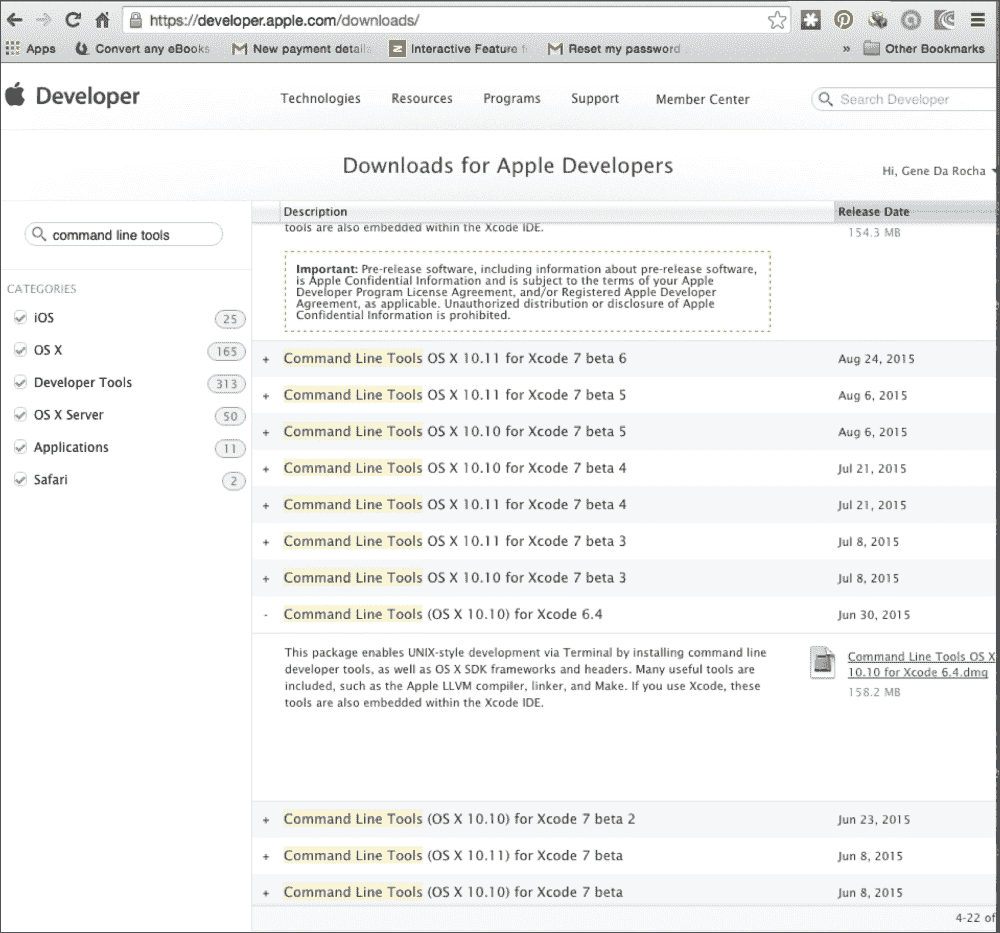 https://developer.apple.com/downloads/
Apps Convert any eBooks New payment details Interactive Feature Reset my password » Other Bookmarks
Developer Technologies Resources Programs Support Member Center Search Developer
Downloads for Apple Developers
Hi, Gene Da Rocha
command line tools
CATEGORIES
iOS 25
OS X 165
Developer Tools 313
OS X Server 50
Applications 11
Safari 2
Description Release Date
tools are also embedded within the Xcode IDE.
154.3 MB
Important: Pre-release software, including information about pre-release software,
is Apple Confidential Information and is subject to the terms of your Apple
Developer Program License Agreement, and/or Registered Apple Developer
Agreement, as applicable. Unauthorized distribution or disclosure of Apple
Confidential Information is prohibited.
+ Command Line Tools OS X 10.11 for Xcode 7 beta 6 Aug 24, 2015
+ Command Line Tools OS X 10.11 for Xcode 7 beta 5 Aug 6, 2015
+ Command Line Tools OS X 10.10 for Xcode 7 beta 5 Aug 6, 2015
+ Command Line Tools OS X 10.10 for Xcode 7 beta 4 Jul 21, 2015
+ Command Line Tools OS X 10.11 for Xcode 7 beta 4 Jul 21, 2015
+ Command Line Tools OS X 10.11 for Xcode 7 beta 3 Jul 8, 2015
+ Command Line Tools OS X 10.10 for Xcode 7 beta 3 Jul 8, 2015
- Command Line Tools (OS X 10.10) for Xcode 6.4 Jun 30, 2015
This package enables UNIX-style development via Terminal by installing command line
developer tools, as well as OS X SDK frameworks and headers. Many useful tools are
included, such as the Apple LLVM compiler, linker, and Make. If you use Xcode, these
tools are also embedded within the Xcode IDE.
Command Line Tools OS X
10.10 for Xcode 6.4.dmg
158.2 MB
+ Command Line Tools (OS X 10.10) for Xcode 7 beta 2 Jun 23, 2015
+ Command Line Tools (OS X 10.11) for Xcode 7 beta Jun 8, 2015
+ Command Line Tools (OS X 10.10) for Xcode 7 beta Jun 8, 2015
4-22 of